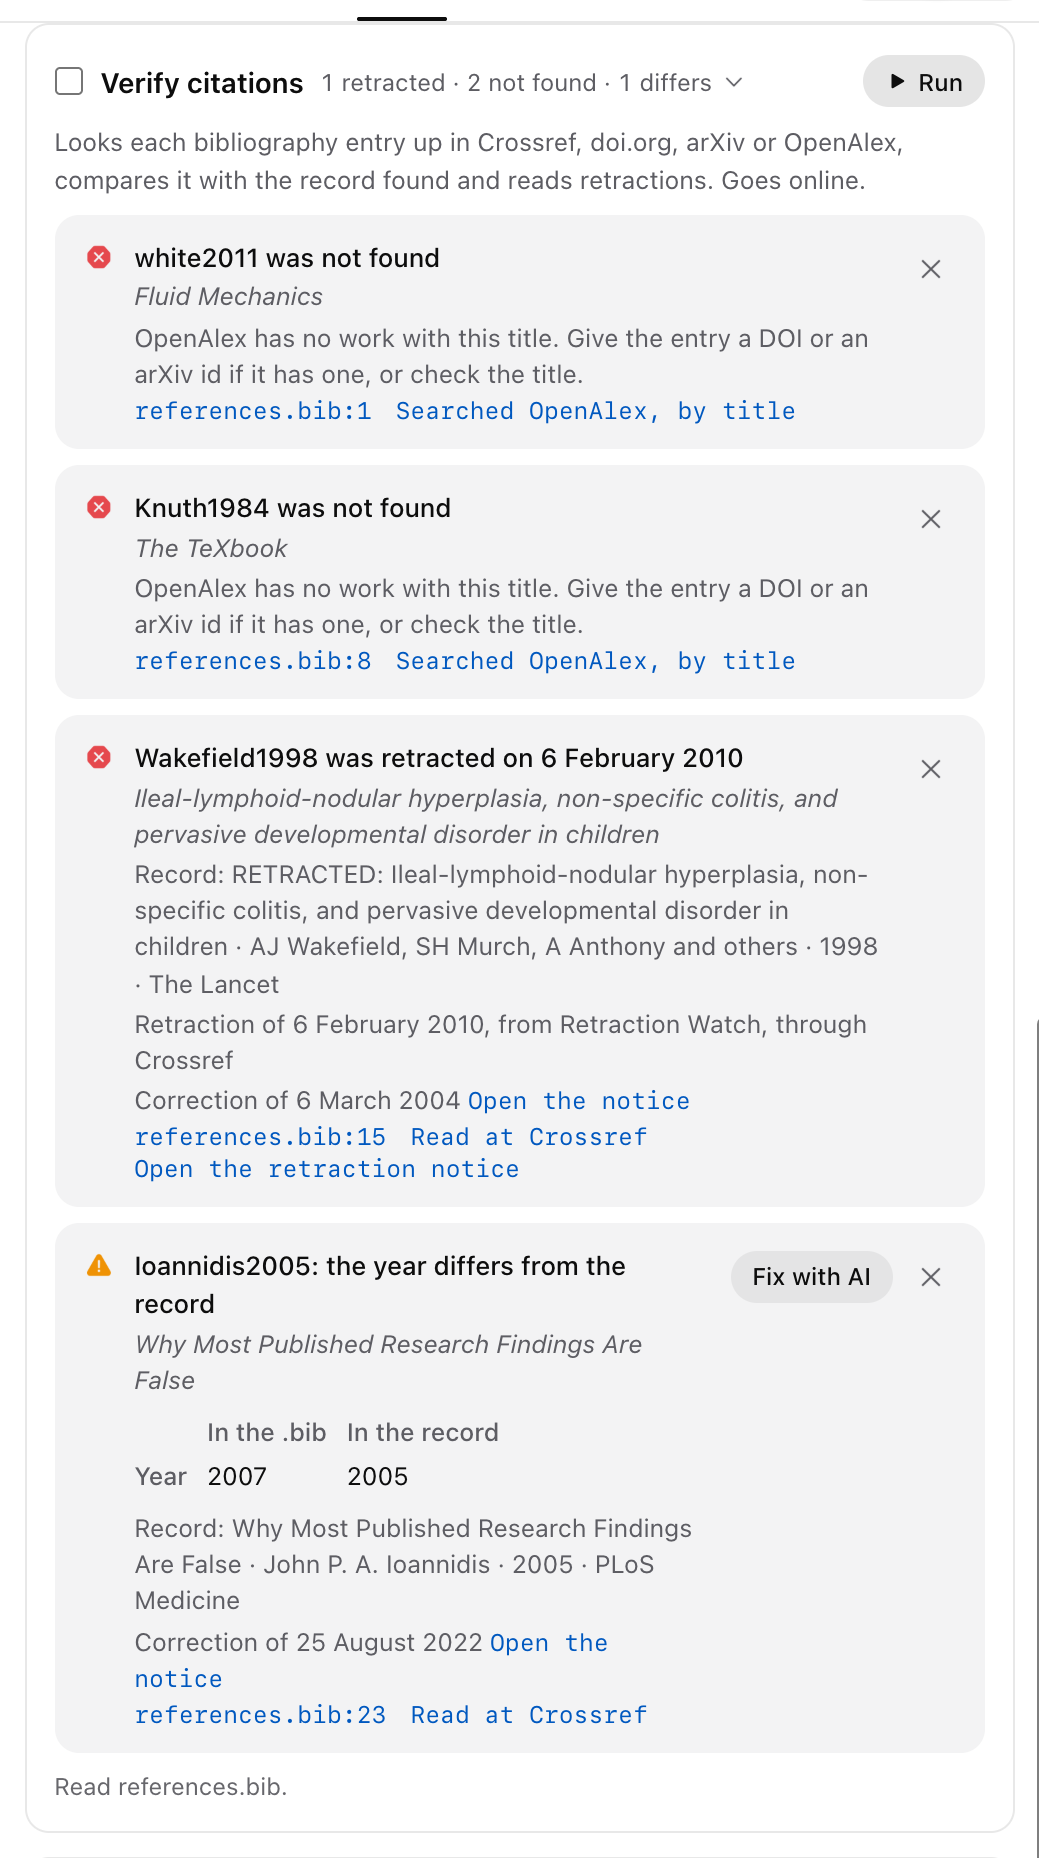 Verify citations 1 retracted · 2 not found · 1 differs
Run
Looks each bibliography entry up in Crossref, doi.org, arXiv or OpenAlex,
compares it with the record found and reads retractions. Goes online.
white2011 was not found
Fluid Mechanics
OpenAlex has no work with this title. Give the entry a DOI or an
arXiv id if it has one, or check the title.
references.bib:1 Searched OpenAlex, by title
Knuth1984 was not found
The TeXbook
OpenAlex has no work with this title. Give the entry a DOI or an
arXiv id if it has one, or check the title.
references.bib:8 Searched OpenAlex, by title
Wakefield1998 was retracted on 6 February 2010
Ileal-lymphoid-nodular hyperplasia, non-specific colitis, and
pervasive developmental disorder in children
Record: RETRACTED: Ileal-lymphoid-nodular hyperplasia, non-
specific colitis, and pervasive developmental disorder in
children · AJ Wakefield, SH Murch, A Anthony and others · 1998
· The Lancet
Retraction of 6 February 2010, from Retraction Watch, through
Crossref
Correction of 6 March 2004 Open the notice
references.bib:15 Read at Crossref
Open the retraction notice
Ioannidis2005: the year differs from the
record
Fix with AI
Why Most Published Research Findings Are
False
In the .bib In the record
Year 2007 2005
Record: Why Most Published Research Findings
Are False · John P. A. Ioannidis · 2005 · PLoS
Medicine
Correction of 25 August 2022 Open the
notice
references.bib:23 Read at Crossref
Read references.bib.